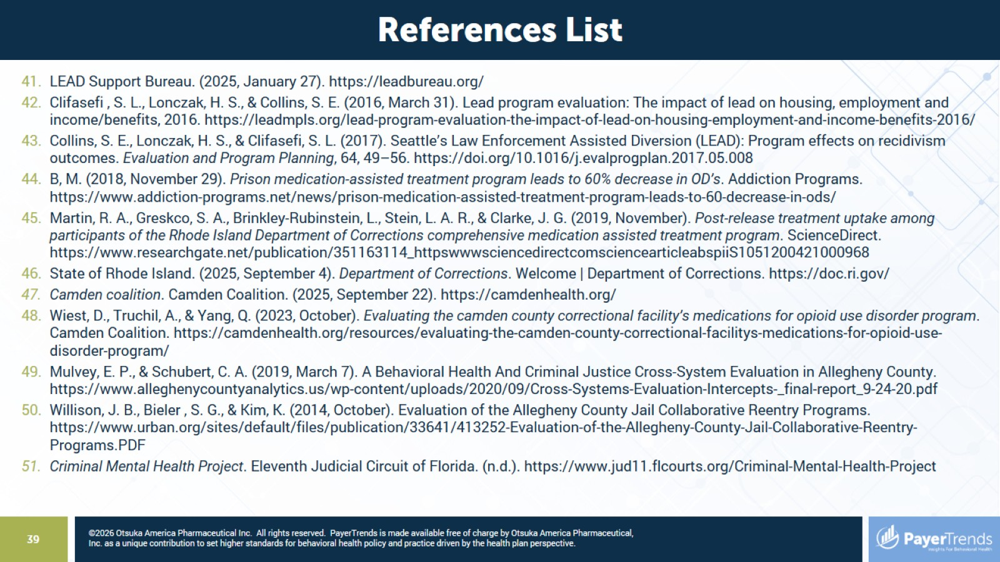 References List
41. LEAD Support Bureau. (2025, January 27). https://leadbureau.org/
42. Clifasefi , S. L., Lonczak, H. S., & Collins, S. E. (2016, March 31). Lead program evaluation: The impact of lead on housing, employment and
income/benefits, 2016. https://leadmpls.org/lead-program-evaluation-the-impact-of-lead-on-housing-employment-and-income-benefits-2016/
43. Collins, S. E., Lonczak, H. S., & Clifasefi, S. L. (2017). Seattle’s Law Enforcement Assisted Diversion (LEAD): Program effects on recidivism
outcomes. Evaluation and Program Planning, 64, 49–56. https://doi.org/10.1016/j.evalprogplan.2017.05.008
44. B, M. (2018, November 29). Prison medication-assisted treatment program leads to 60% decrease in OD’s. Addiction Programs.
https://www.addiction-programs.net/news/prison-medication-assisted-treatment-program-leads-to-60-decrease-in-ods/
45. Martin, R. A., Greskco, S. A., Brinkley-Rubinstein, L., Stein, L. A. R., & Clarke, J. G. (2019, November). Post-release treatment uptake among
participants of the Rhode Island Department of Corrections comprehensive medication assisted treatment program. ScienceDirect.
https://www.researchgate.net/publication/351163114_httpswwwsciencedirectcomsciencearticleabspiiS1051200421000968
46. State of Rhode Island. (2025, September 4). Department of Corrections. Welcome | Department of Corrections. https://doc.ri.gov/
47. Camden coalition. Camden Coalition. (2025, September 22). https://camdenhealth.org/
48. Wiest, D., Truchil, A., & Yang, Q. (2023, October). Evaluating the camden county correctional facility’s medications for opioid use disorder program.
Camden Coalition. https://camdenhealth.org/resources/evaluating-the-camden-county-correctional-facilitys-medications-for-opioid-use-
disorder-program/
49. Mulvey, E. P., & Schubert, C. A. (2019, March 7). A Behavioral Health And Criminal Justice Cross-System Evaluation in Allegheny County.
https://www.alleghenycountyanalytics.us/wp-content/uploads/2020/09/Cross-Systems-Evaluation-Intercepts-_final-report_9-24-20.pdf
50. Willison, J. B., Bieler , S. G., & Kim, K. (2014, October). Evaluation of the Allegheny County Jail Collaborative Reentry Programs.
https://www.urban.org/sites/default/files/publication/33641/413252-Evaluation-of-the-Allegheny-County-Jail-Collaborative-Reentry-
Programs.PDF
51. Criminal Mental Health Project. Eleventh Judicial Circuit of Florida. (n.d.). https://www.jud11.flcourts.org/Criminal-Mental-Health-Project
39
©2026 Otsuka America Pharmaceutical Inc. All rights reserved. PayerTrends is made available free of charge by Otsuka America Pharmaceutical,
Inc. as a unique contribution to set higher standards for behavioral health policy and practice driven by the health plan perspective.
PayerTrends
Insights For Behavioral Health